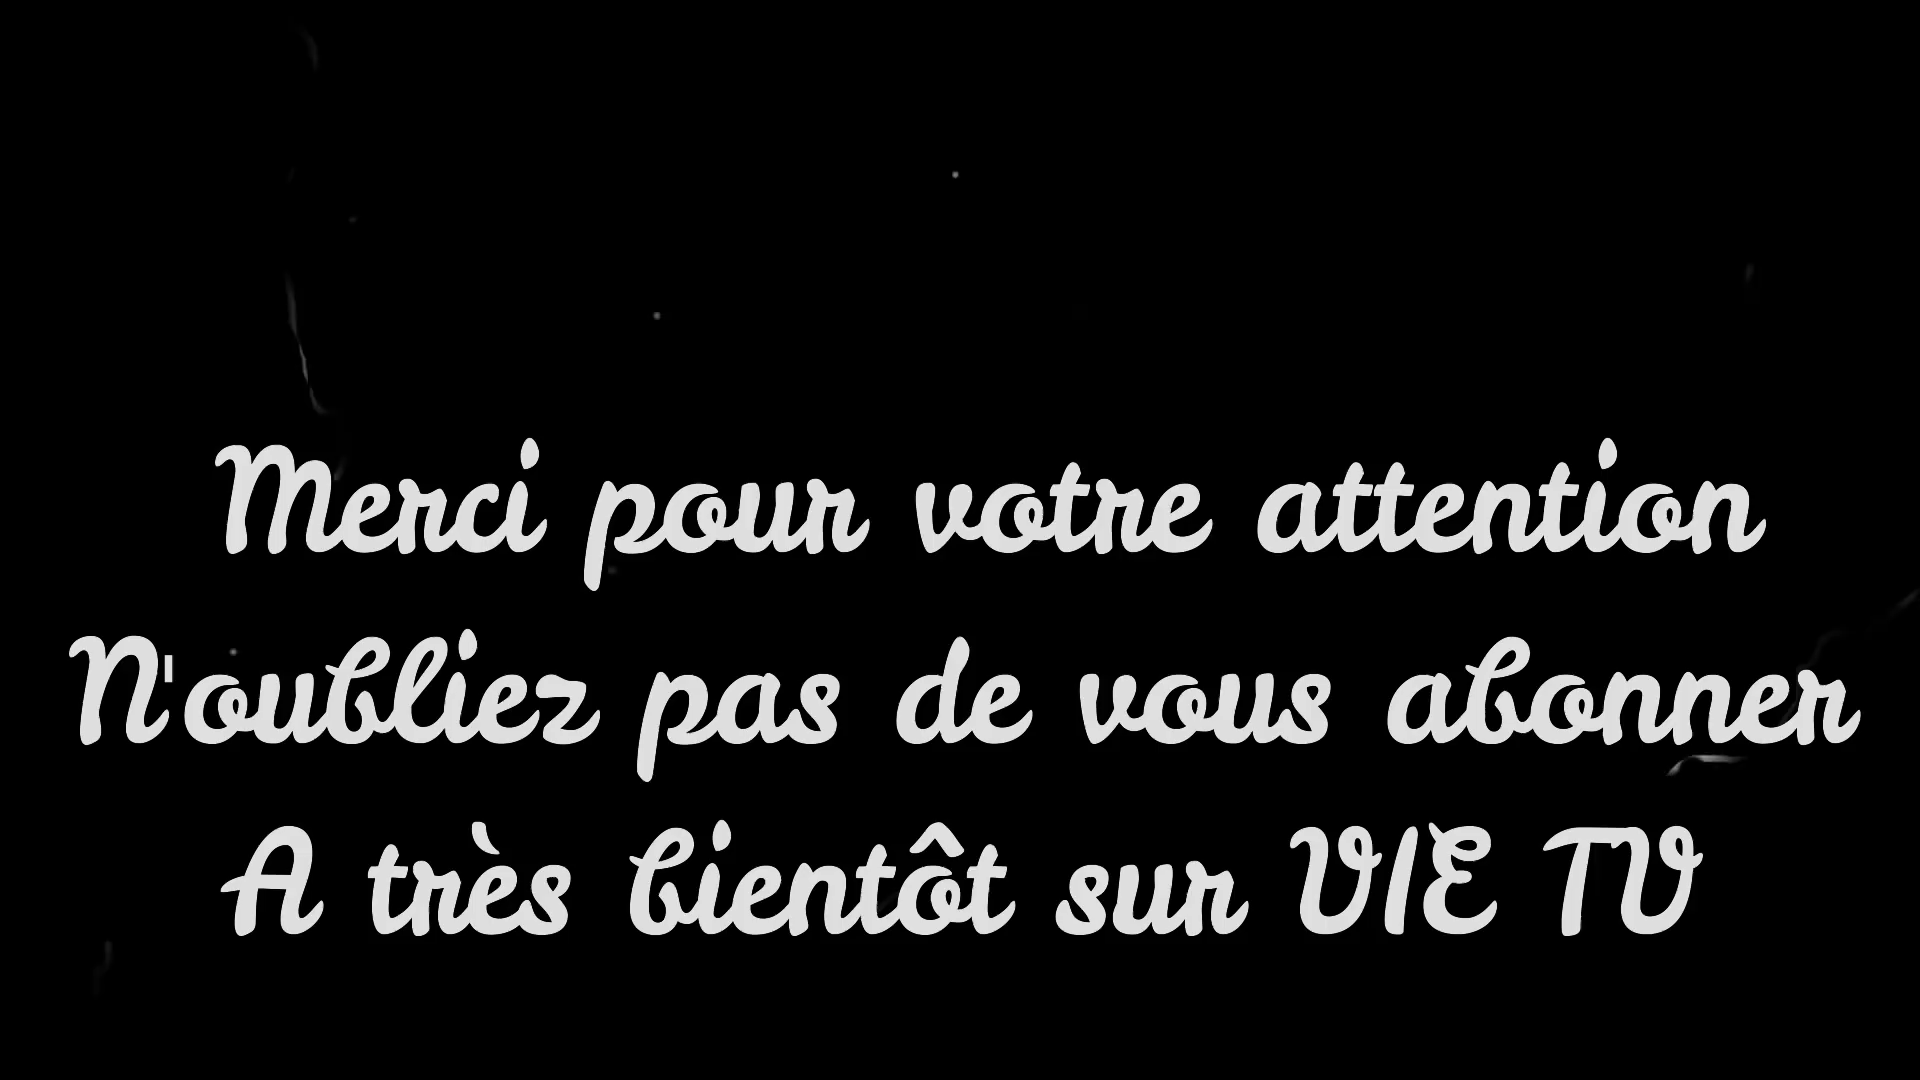 Merci pour votre attention
N'oubliez pas de vous abonner
A très bientôt sur VIE TV